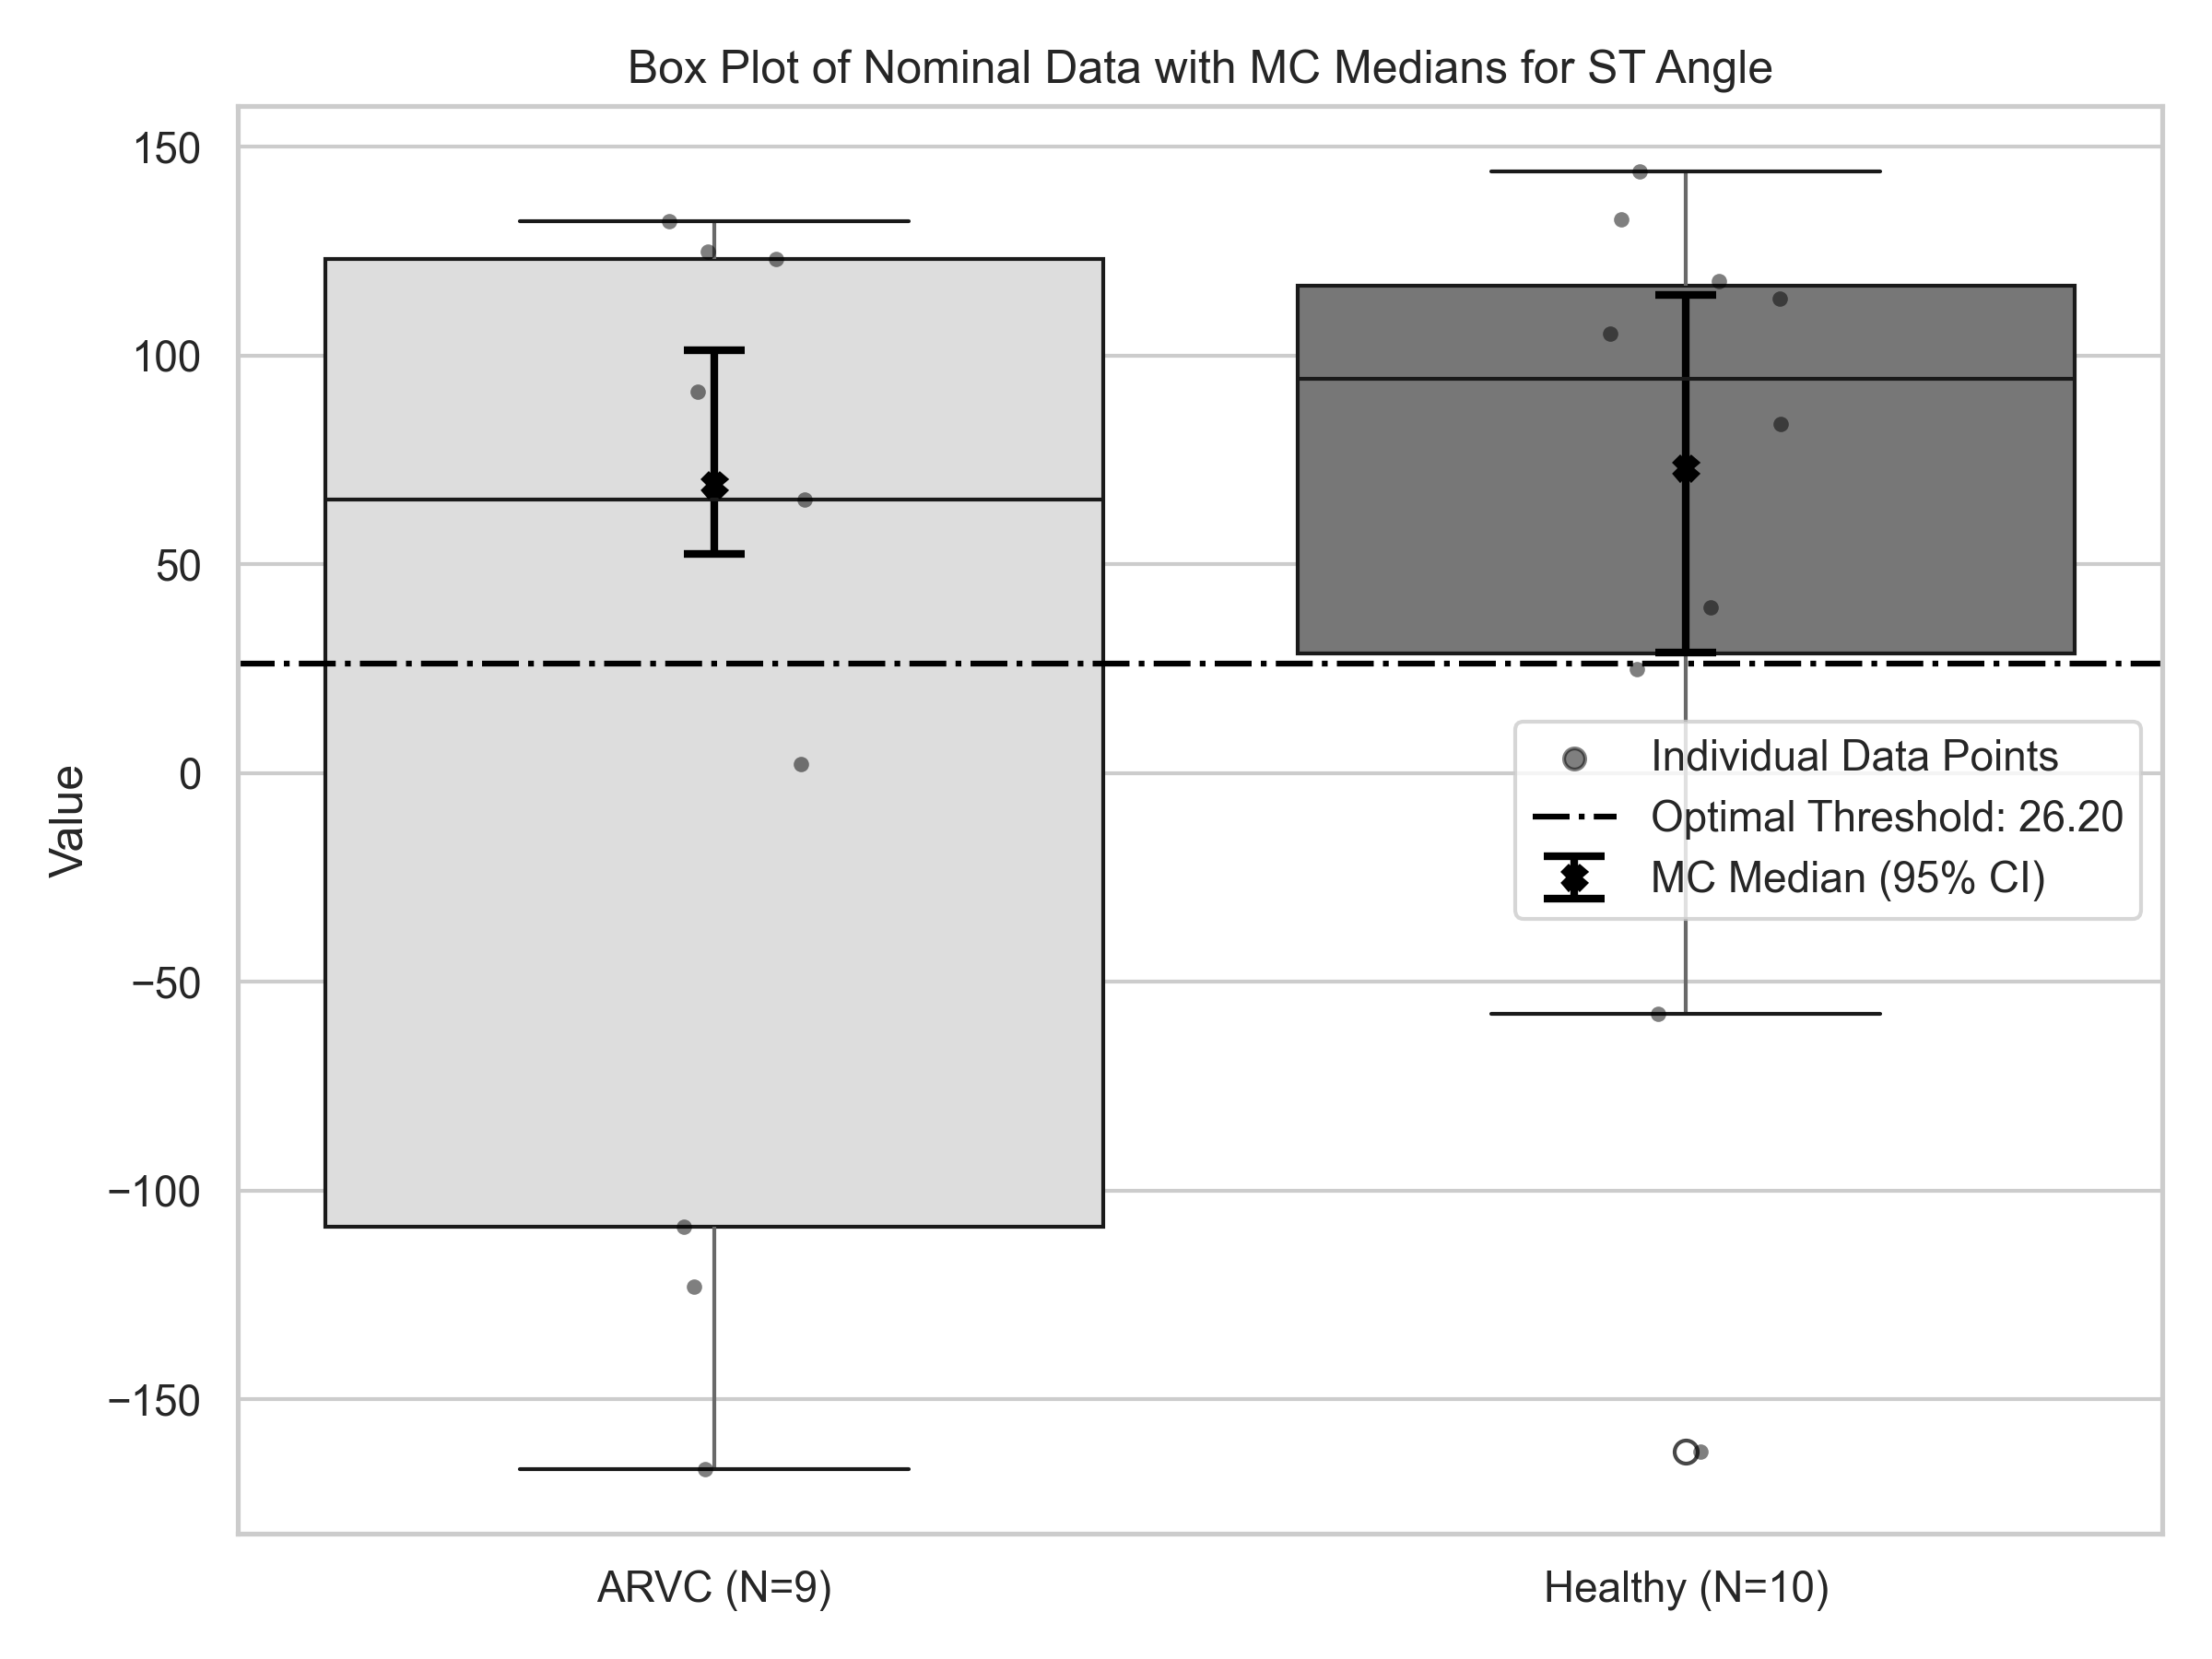 Box Plot of Nominal Data with MC Medians for ST Angle
150
100
50
0
−50
−100
−150
Value
Individual Data Points
Optimal Threshold: 26.20
MC Median (95% CI)
ARVC (N=9)
Healthy (N=10)